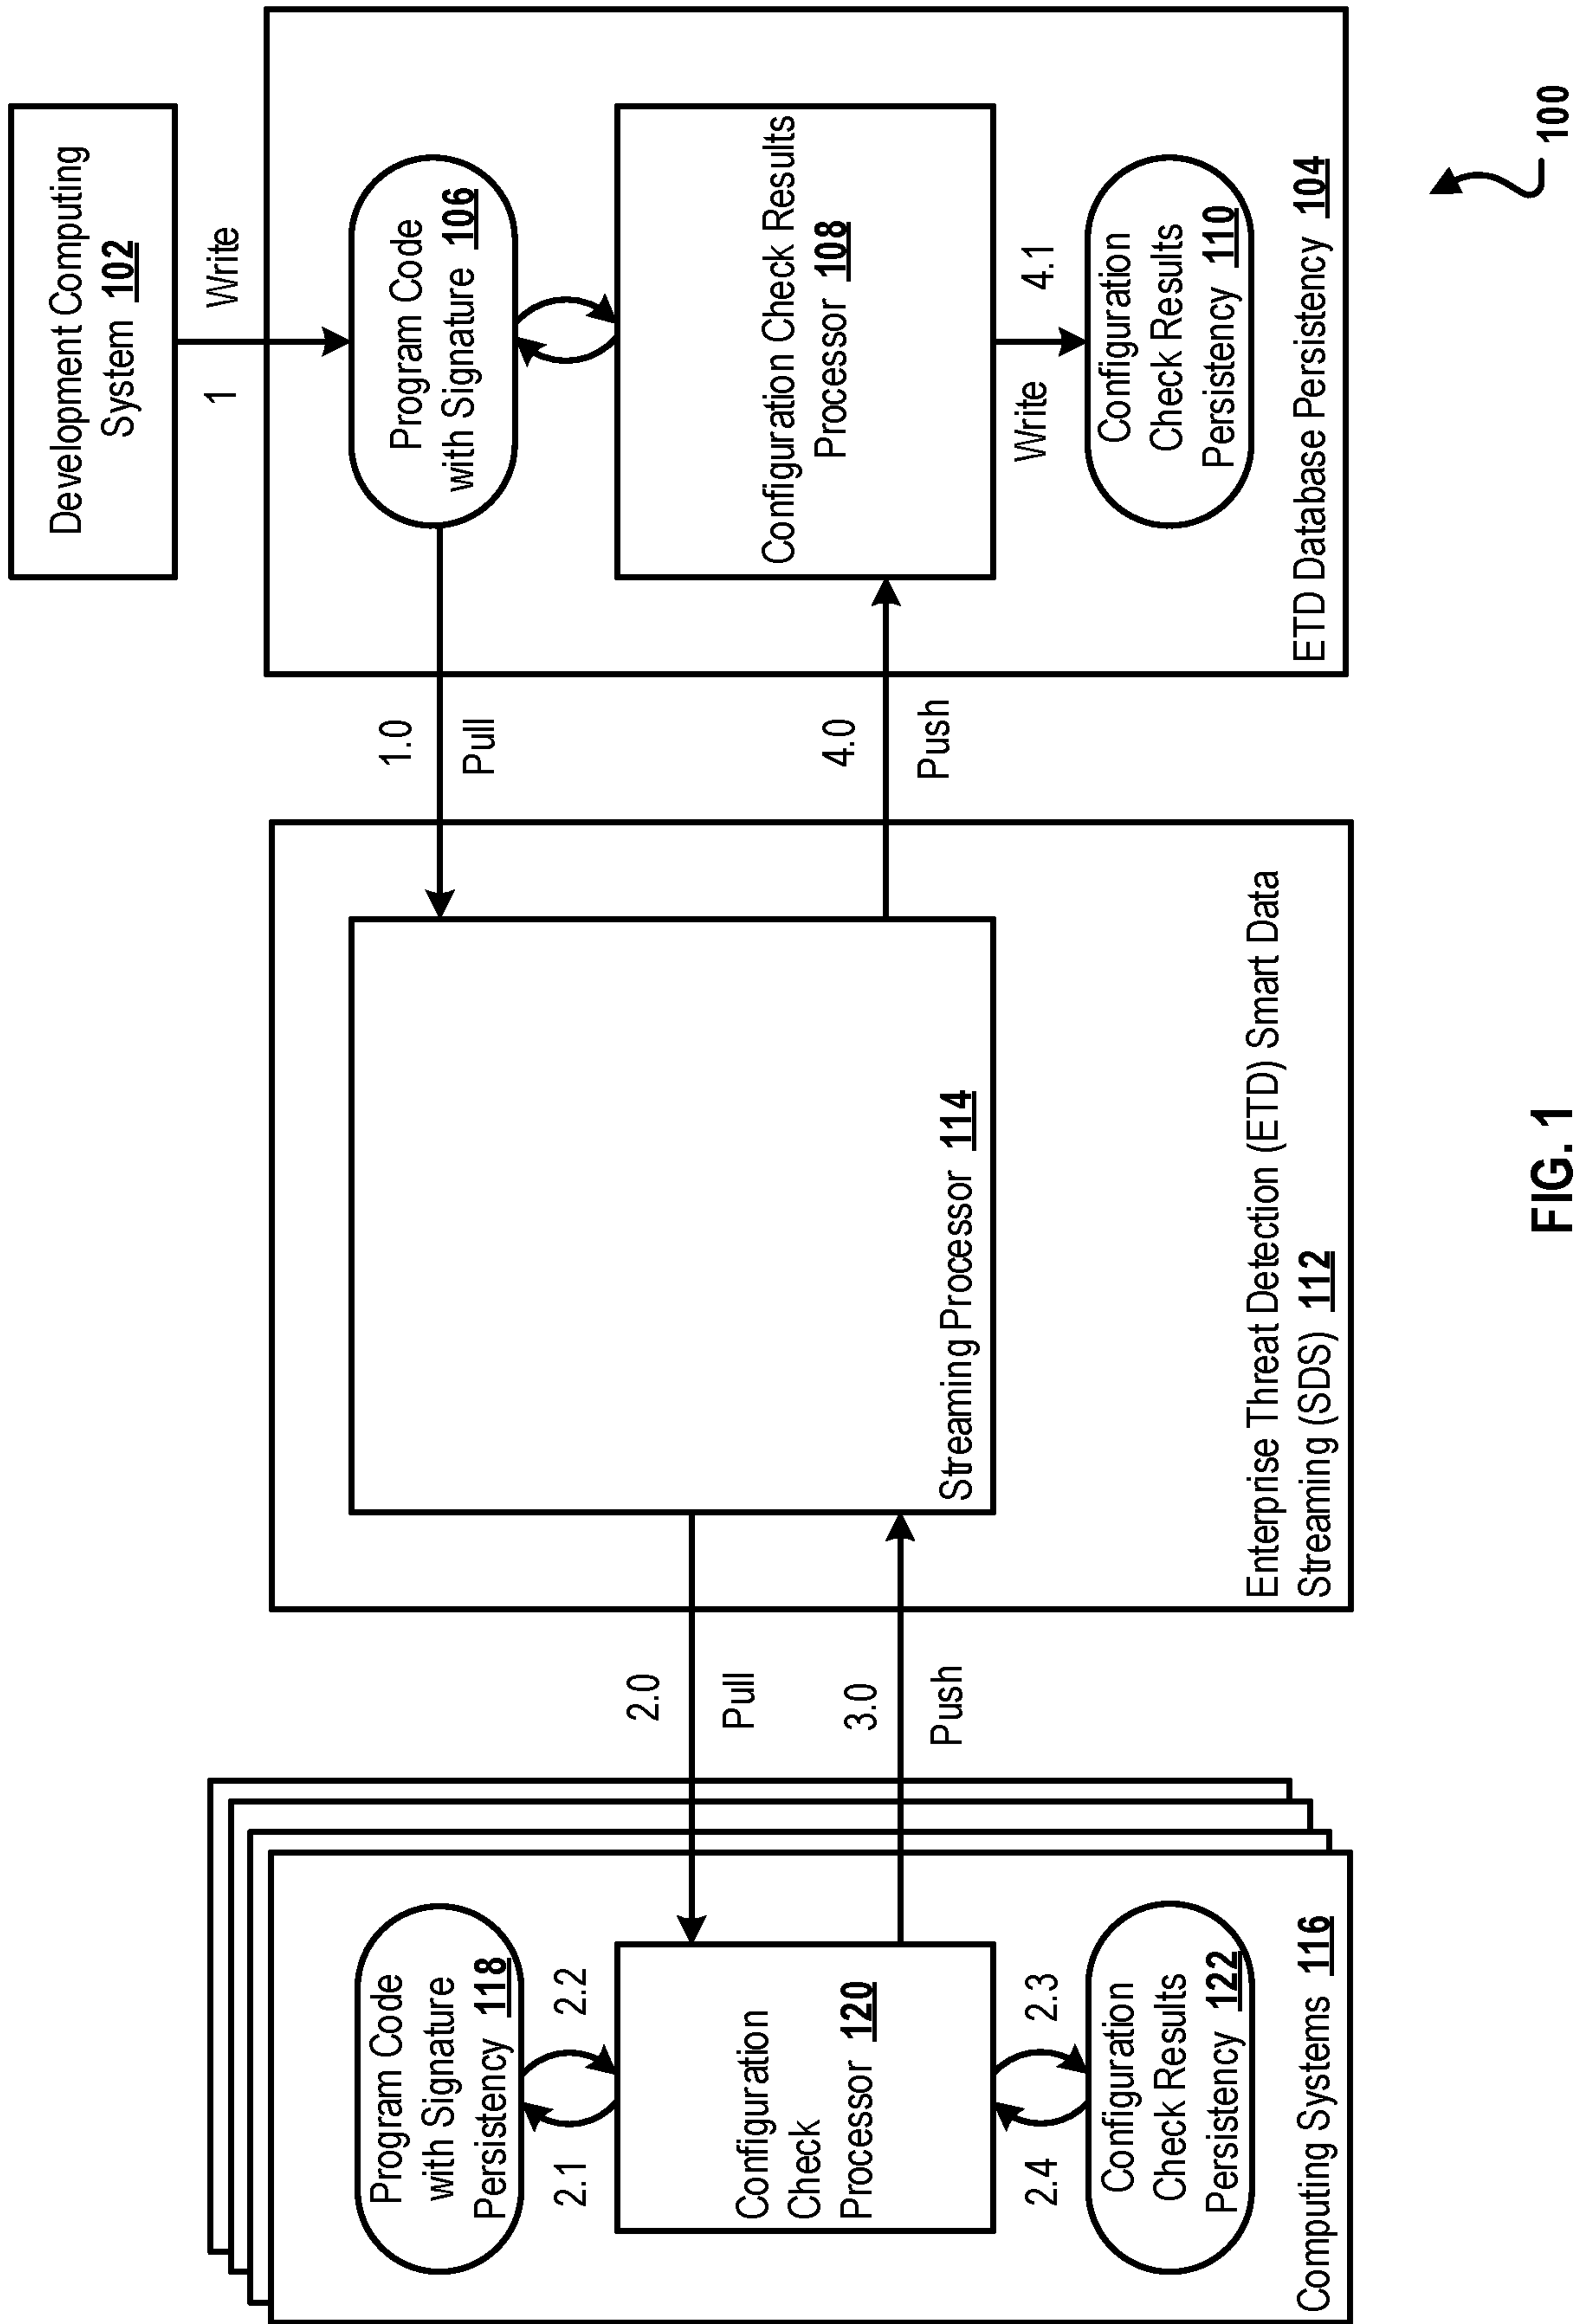 Development Computing
System 102
1
Write
Program Code
with Signature 106
Configuration Check Results
Processor 108
Write
4.1
Configuration
Check Results
Persistency 110
ETD Database Persistency 104
1.0
Pull
4.0
Push
Streaming Processor 114
Enterprise Threat Detection (ETD) Smart Data
Streaming (SDS) 112
2.0
Pull
3.0
Push
Program Code
with Signature
Persistency 118
2.1
2.2
Configuration
Check
Processor 120
2.4
2.3
Configuration
Check Results
Persistency 122
Computing Systems 116
100
FIG. 1